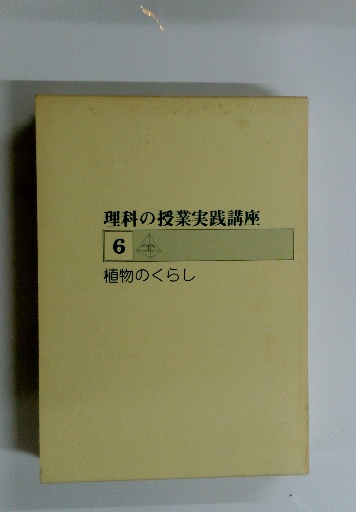 理科の授業実践講座
6
植物のくらし